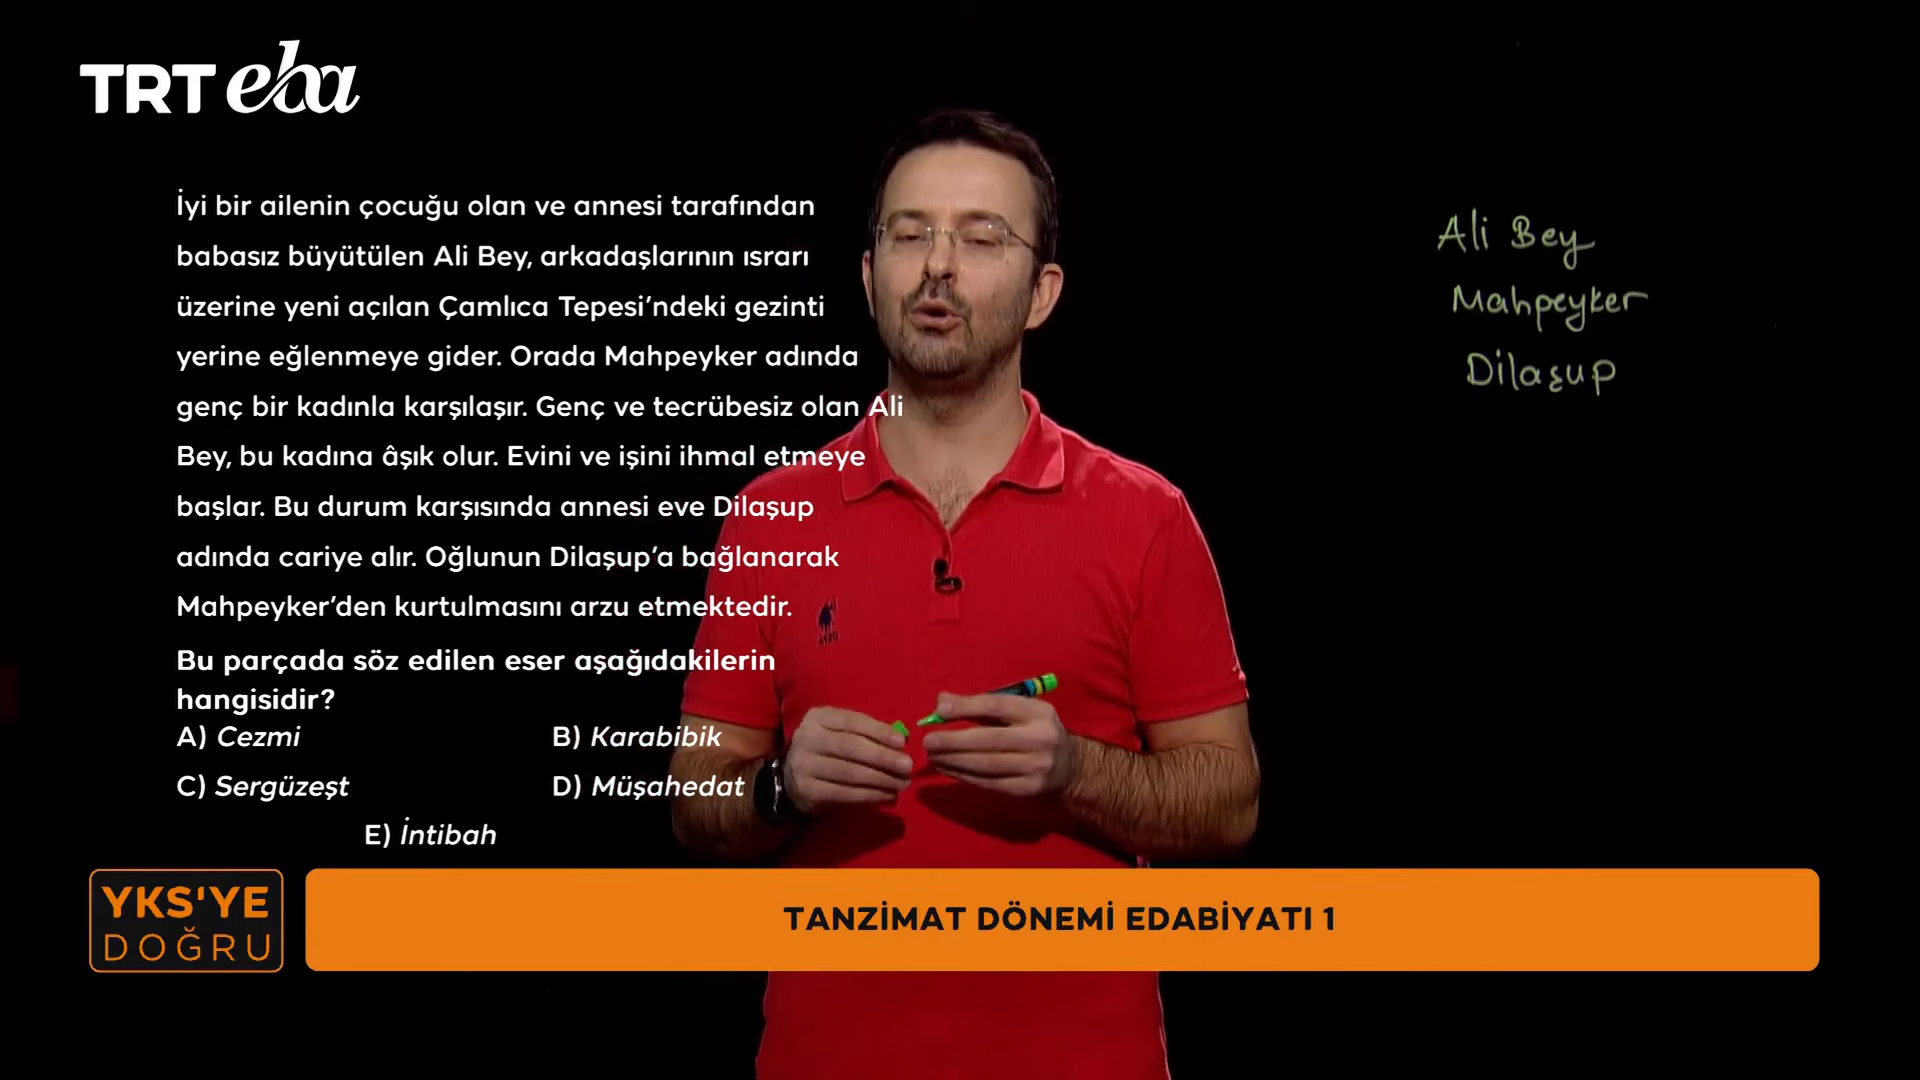 TRT eba
İyi bir ailenin çocuğu olan ve annesi tarafından
babasız büyütülen Ali Bey, arkadaşlarının ısrarı
üzerine yeni açılan Çamlıca Tepesi’ndeki gezinti
yerine eğlenmeye gider. Orada Mahpeyker adında
genç bir kadınla karşılaşır. Genç ve tecrübesiz olan Ali
Bey, bu kadına âşık olur. Evini ve işini ihmal etmeye
başlar. Bu durum karşısında annesi eve Dilaşup
adında cariye alır. Oğlunun Dilaşup’a bağlanarak
Mahpeyker’den kurtulmasını arzu etmektedir.
Bu parçada söz edilen eser aşağıdakilerin
hangisidir?
A) Cezmi B) Karabibik
C) Sergüzeşt D) Müşahedat
E) İntibah
Ali Bey
Mahpeyker
Dilaşup
YKS'YE
DOĞRU
TANZİMAT DÖNEMİ EDABİYATI 1